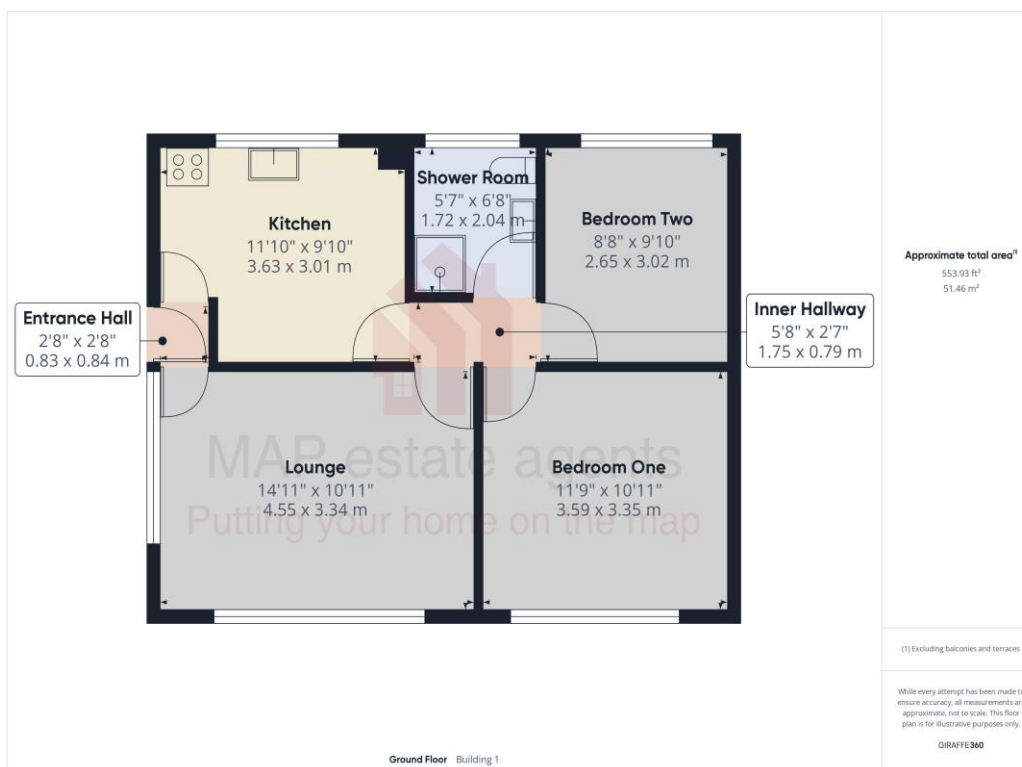 Kitchen
11'10" x 9'10"
3.63 x 3.01 m
Shower Room
5'7" x 6'8"
1.72 x 2.04 m
Bedroom Two
8'8" x 9'10"
2.65 x 3.02 m
Entrance Hall
2'8" x 2'8"
0.83 x 0.84 m
Inner Hallway
5'8" x 2'7"
1.75 x 0.79 m
MAP estate agents
Putting your home on the map
Lounge
14'11" x 10'11"
4.55 x 3.34 m
Bedroom One
11'9" x 10'11"
3.59 x 3.35 m
Ground Floor Building 1
Approximate total area(1)
553.93 ft²
51.46 m²
(1) Excluding balconies and terraces
While every attempt has been made to
ensure accuracy, all measurements are
approximate, not to scale. This floor
plan is for illustrative purposes only.
GIRAFFE360